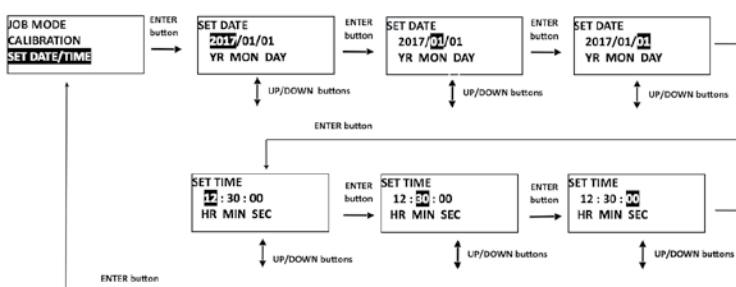 JOB MODE
CALIBRATION
SET DATE/TIME
ENTER
button
SET DATE
2017/01/01
YR MON DAY
UP/DOWN buttons
ENTER
button
SET DATE
2017/01/01
YR MON DAY
UP/DOWN buttons
ENTER
button
SET DATE
2017/01/01
YR MON DAY
UP/DOWN buttons
ENTER button
SET TIME
12 : 30 : 00
HR MIN SEC
UP/DOWN buttons
ENTER
button
SET TIME
12 : 30 : 00
HR MIN SEC
UP/DOWN buttons
ENTER
button
SET TIME
12 : 30 : 00
HR MIN SEC
UP/DOWN buttons
ENTER button